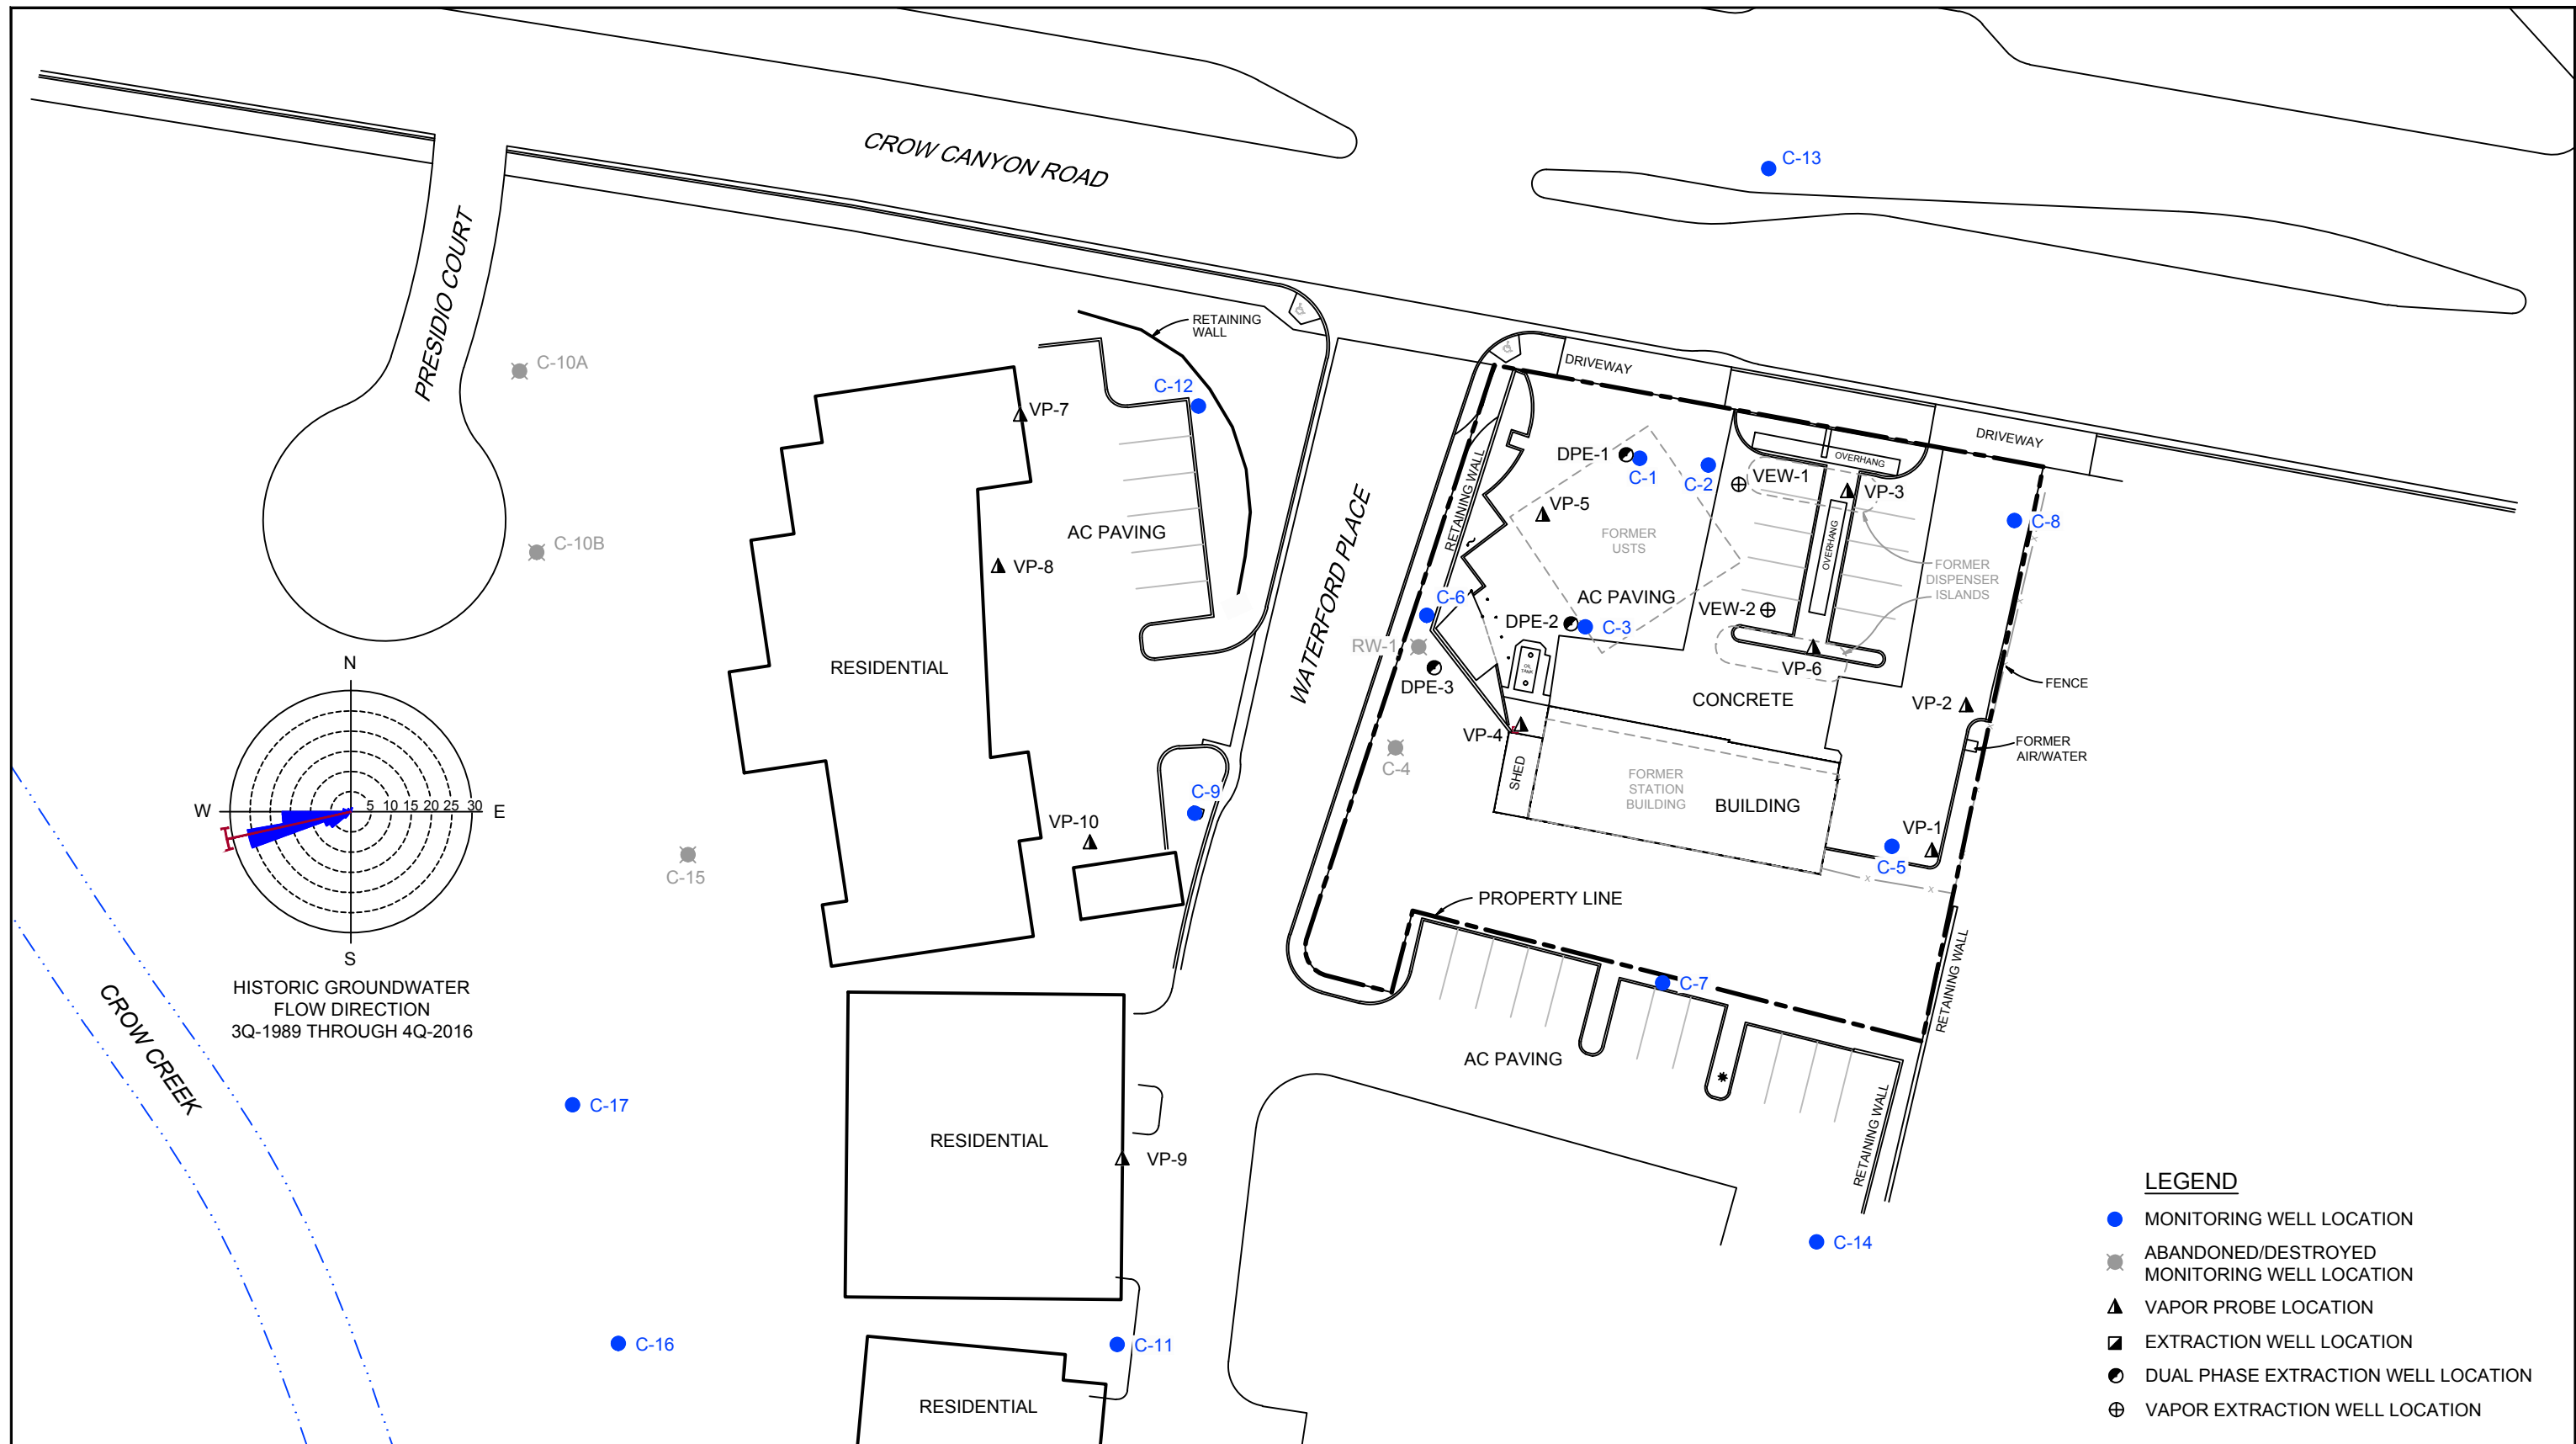 CROW CANYON ROAD
C-13
PRESIDIO COURT
C-10A
C-10B
RETAINING
WALL
C-12
VP-7
VP-8
AC PAVING
RESIDENTIAL
WATERFORD PLACE
DRIVEWAY
DRIVEWAY
RETAINING WALL
DPE-1
C-1
C-2
VEW-1
OVERHANG
VP-3
VP-5
FORMER
USTS
OVERHANG
C-8
FORMER
DISPENSER
ISLANDS
AC PAVING
C-6
DPE-2
C-3
VEW-2
RW-1
DPE-3
VP-6
CONCRETE
VP-2
FENCE
VP-4
C-4
SHED
FORMER
STATION
BUILDING
BUILDING
FORMER
AIR/WATER
VP-1
C-5
x
x
N
W
5 10 15 20 25 30
E
S
HISTORIC GROUNDWATER
FLOW DIRECTION
3Q-1989 THROUGH 4Q-2016
C-15
VP-10
C-9
PROPERTY LINE
C-7
RETAINING WALL
AC PAVING
CROW CREEK
C-17
RESIDENTIAL
VP-9
RETAINING WALL
C-14
C-16
C-11
RESIDENTIAL
LEGEND
MONITORING WELL LOCATION
ABANDONED/DESTROYED
MONITORING WELL LOCATION
VAPOR PROBE LOCATION
EXTRACTION WELL LOCATION
DUAL PHASE EXTRACTION WELL LOCATION
VAPOR EXTRACTION WELL LOCATION